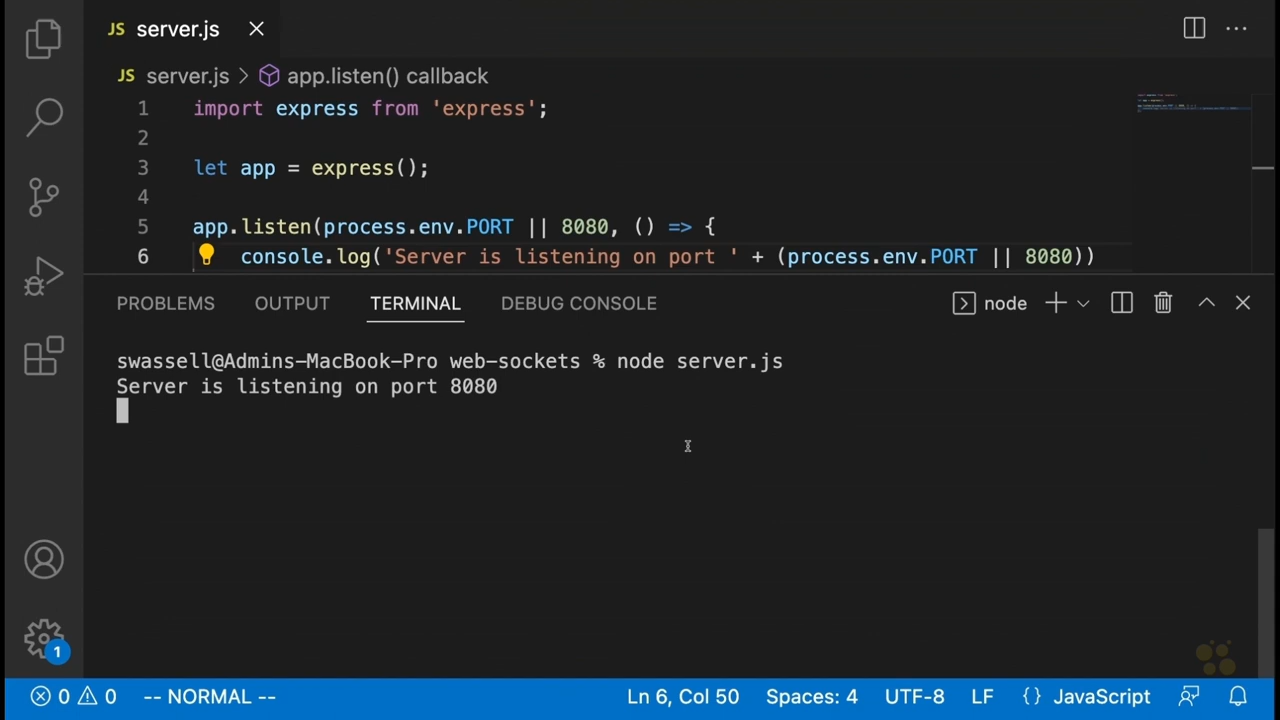 JS server.js
JS server.js > app.listen() callback
1 import express from 'express';
2
3 let app = express();
4
5 app.listen(process.env.PORT || 8080, () => {
6 console.log('Server is listening on port ' + (process.env.PORT || 8080))
PROBLEMS OUTPUT TERMINAL DEBUG CONSOLE node
swassell@Admins-MacBook-Pro web-sockets % node server.js
Server is listening on port 8080
1
0 0 -- NORMAL -- Ln 6, Col 50 Spaces: 4 UTF-8 LF {} JavaScript